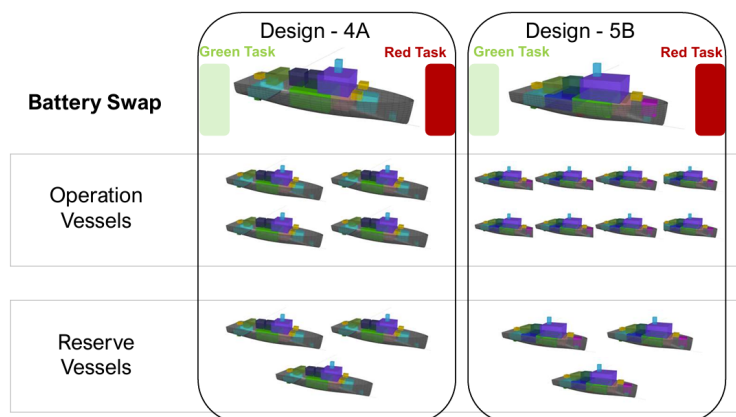 Design - 4A
Design - 5B
Green Task
Red Task
Green Task
Red Task
Battery Swap
Operation
Vessels
Reserve
Vessels